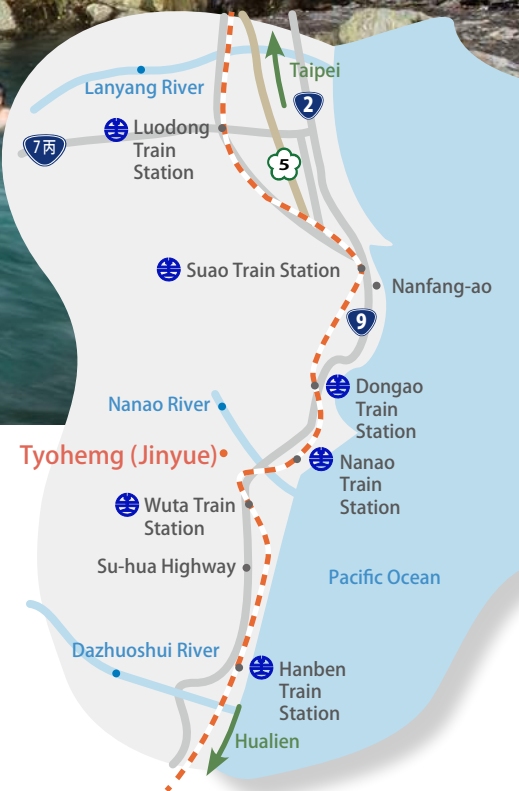 Taipei
Lanyang River
2
Luodong
Train
Station
7丙
5
Suao Train Station
Nanfang-ao
9
Dongao
Train
Station
Nanao River
Tyohemg (Jinyue)
Nanao
Train
Station
Wuta Train
Station
Su-hua Highway
Pacific Ocean
Dazhuoshui River
Hanben
Train
Station
Hualien